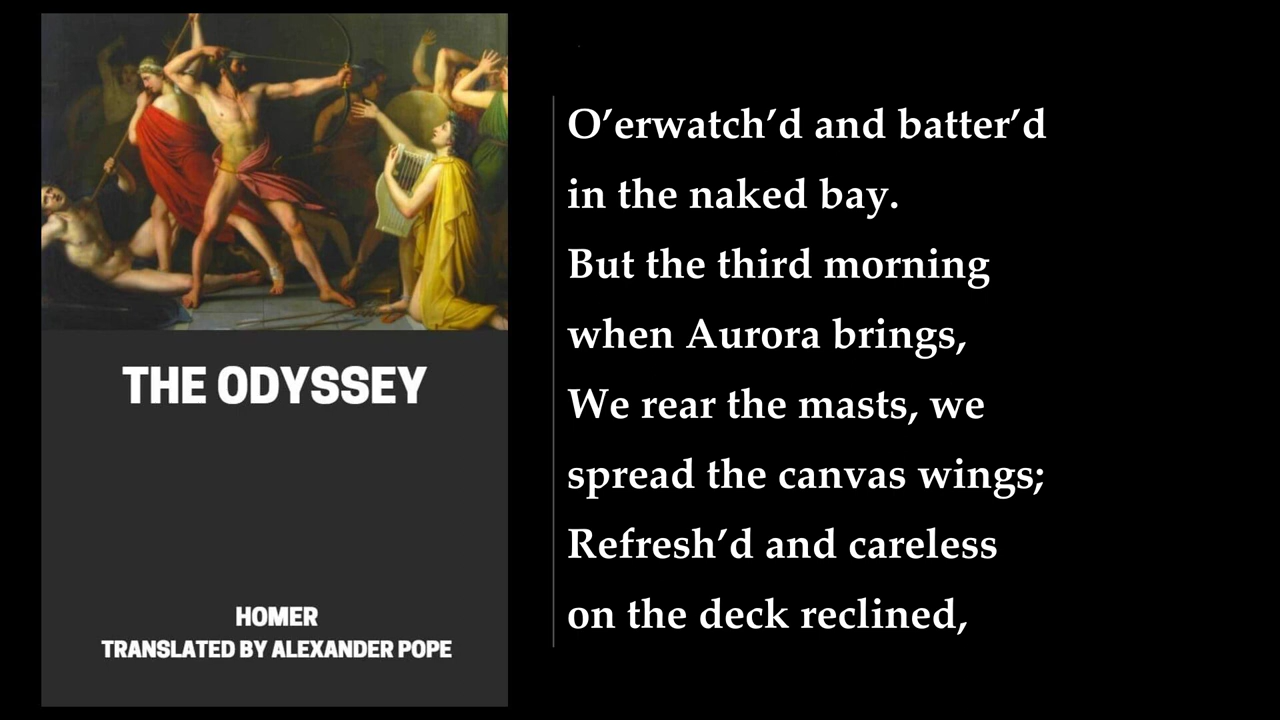 THE ODYSSEY
HOMER
TRANSLATED BY ALEXANDER POPE
O’erwatch’d and batter’d
in the naked bay.
But the third morning
when Aurora brings,
We rear the masts, we
spread the canvas wings;
Refresh’d and careless
on the deck reclined,